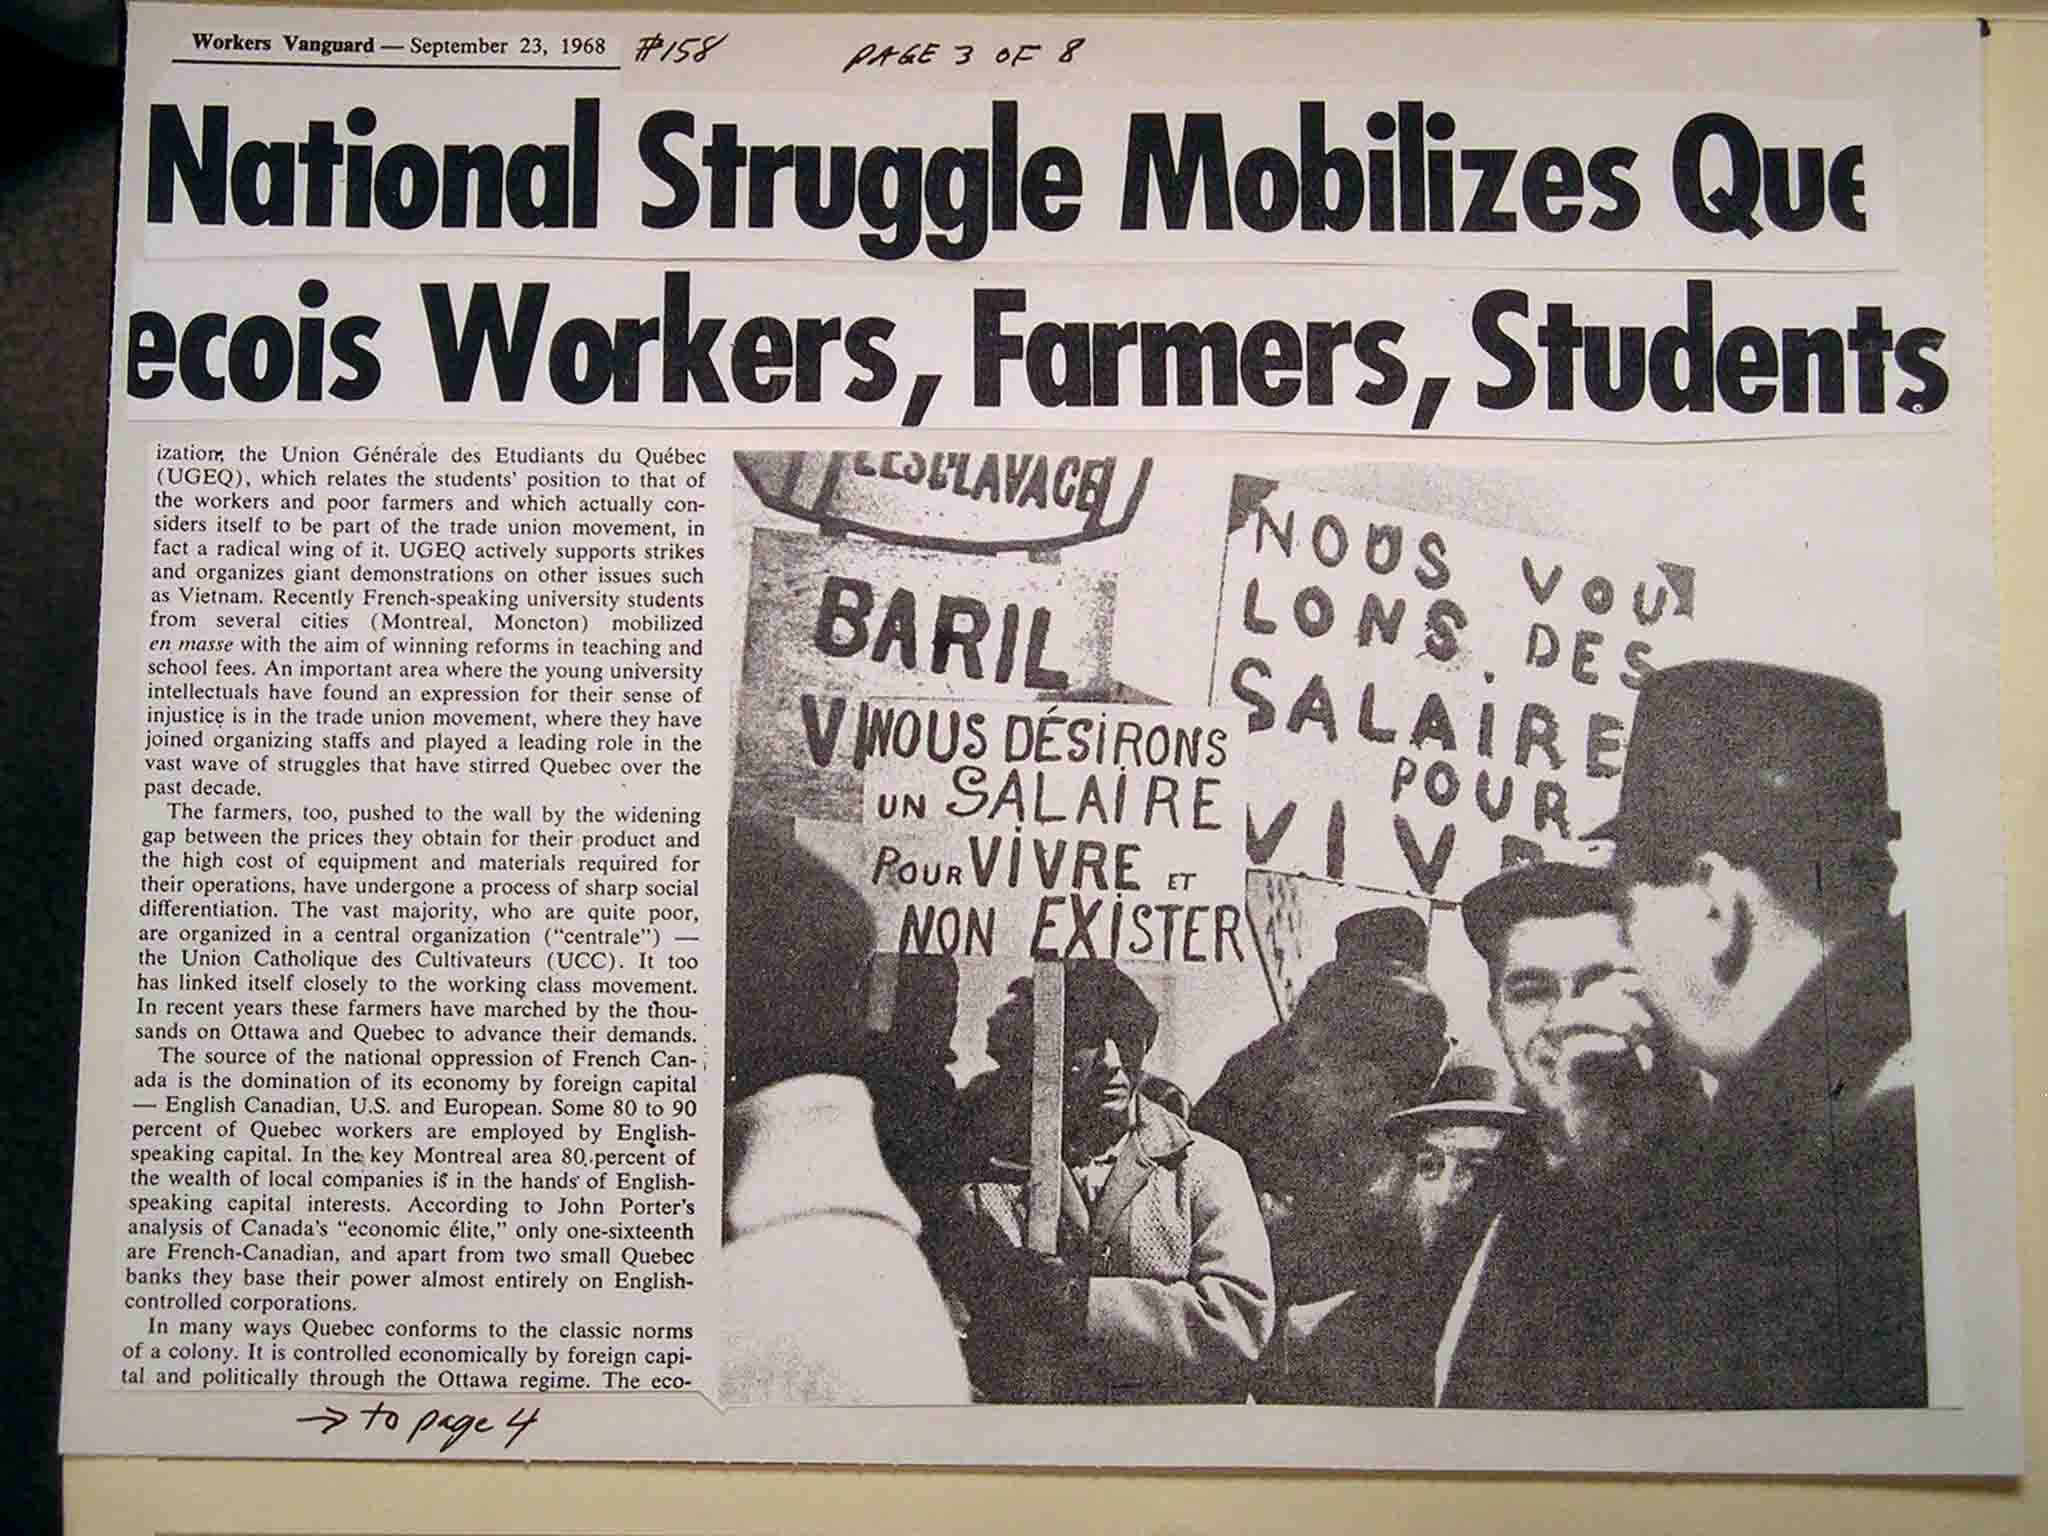 Workers Vanguard — September 23, 1968 #158 PAGE 3 OF 8
National Struggle Mobilizes Que
ecois Workers, Farmers, Students
ization, the Union Générale des Etudiants du Québec
(UGEQ), which relates the students' position to that of
the workers and poor farmers and which actually con-
siders itself to be part of the trade union movement, in
fact a radical wing of it. UGEQ actively supports strikes
and organizes giant demonstrations on other issues such
as Vietnam. Recently French-speaking university students
from several cities (Montreal, Moncton) mobilized
en masse with the aim of winning reforms in teaching and
school fees. An important area where the young university
intellectuals have found an expression for their sense of
injustice is in the trade union movement, where they have
joined organizing staffs and played a leading role in the
vast wave of struggles that have stirred Quebec over the
past decade.
The farmers, too, pushed to the wall by the widening
gap between the prices they obtain for their product and
the high cost of equipment and materials required for
their operations, have undergone a process of sharp social
differentiation. The vast majority, who are quite poor,
are organized in a central organization ("centrale") —
the Union Catholique des Cultivateurs (UCC). It too
has linked itself closely to the working class movement.
In recent years these farmers have marched by the thou-
sands on Ottawa and Quebec to advance their demands.
The source of the national oppression of French Can-
ada is the domination of its economy by foreign capital
— English Canadian, U.S. and European. Some 80 to 90
percent of Quebec workers are employed by English-
speaking capital. In the key Montreal area 80 percent of
the wealth of local companies is in the hands of English-
speaking capital interests. According to John Porter's
analysis of Canada's "economic élite," only one-sixteenth
are French-Canadian, and apart from two small Quebec
banks they base their power almost entirely on English-
controlled corporations.
In many ways Quebec conforms to the classic norms
of a colony. It is controlled economically by foreign capi-
tal and politically through the Ottawa regime. The eco-
→ to page 4
L'ESCLAVAGE
BARIL
VI
NOUS DÉSIRONS
UN SALAIRE
POUR VIVRE ET
NON EXISTER
NOUS VOU
LONS DES
SALAIRE
POUR
VIVR